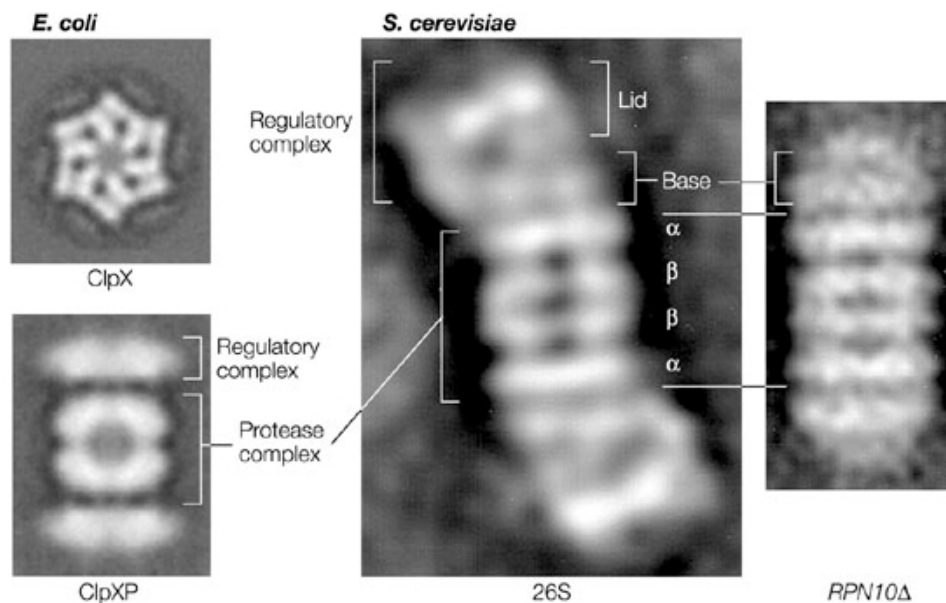 E. coli
S. cerevisiae
Regulatory
complex
Lid
Base
α
β
β
α
ClpX
Regulatory
complex
Protease
complex
ClpXP
26S
RPN10Δ